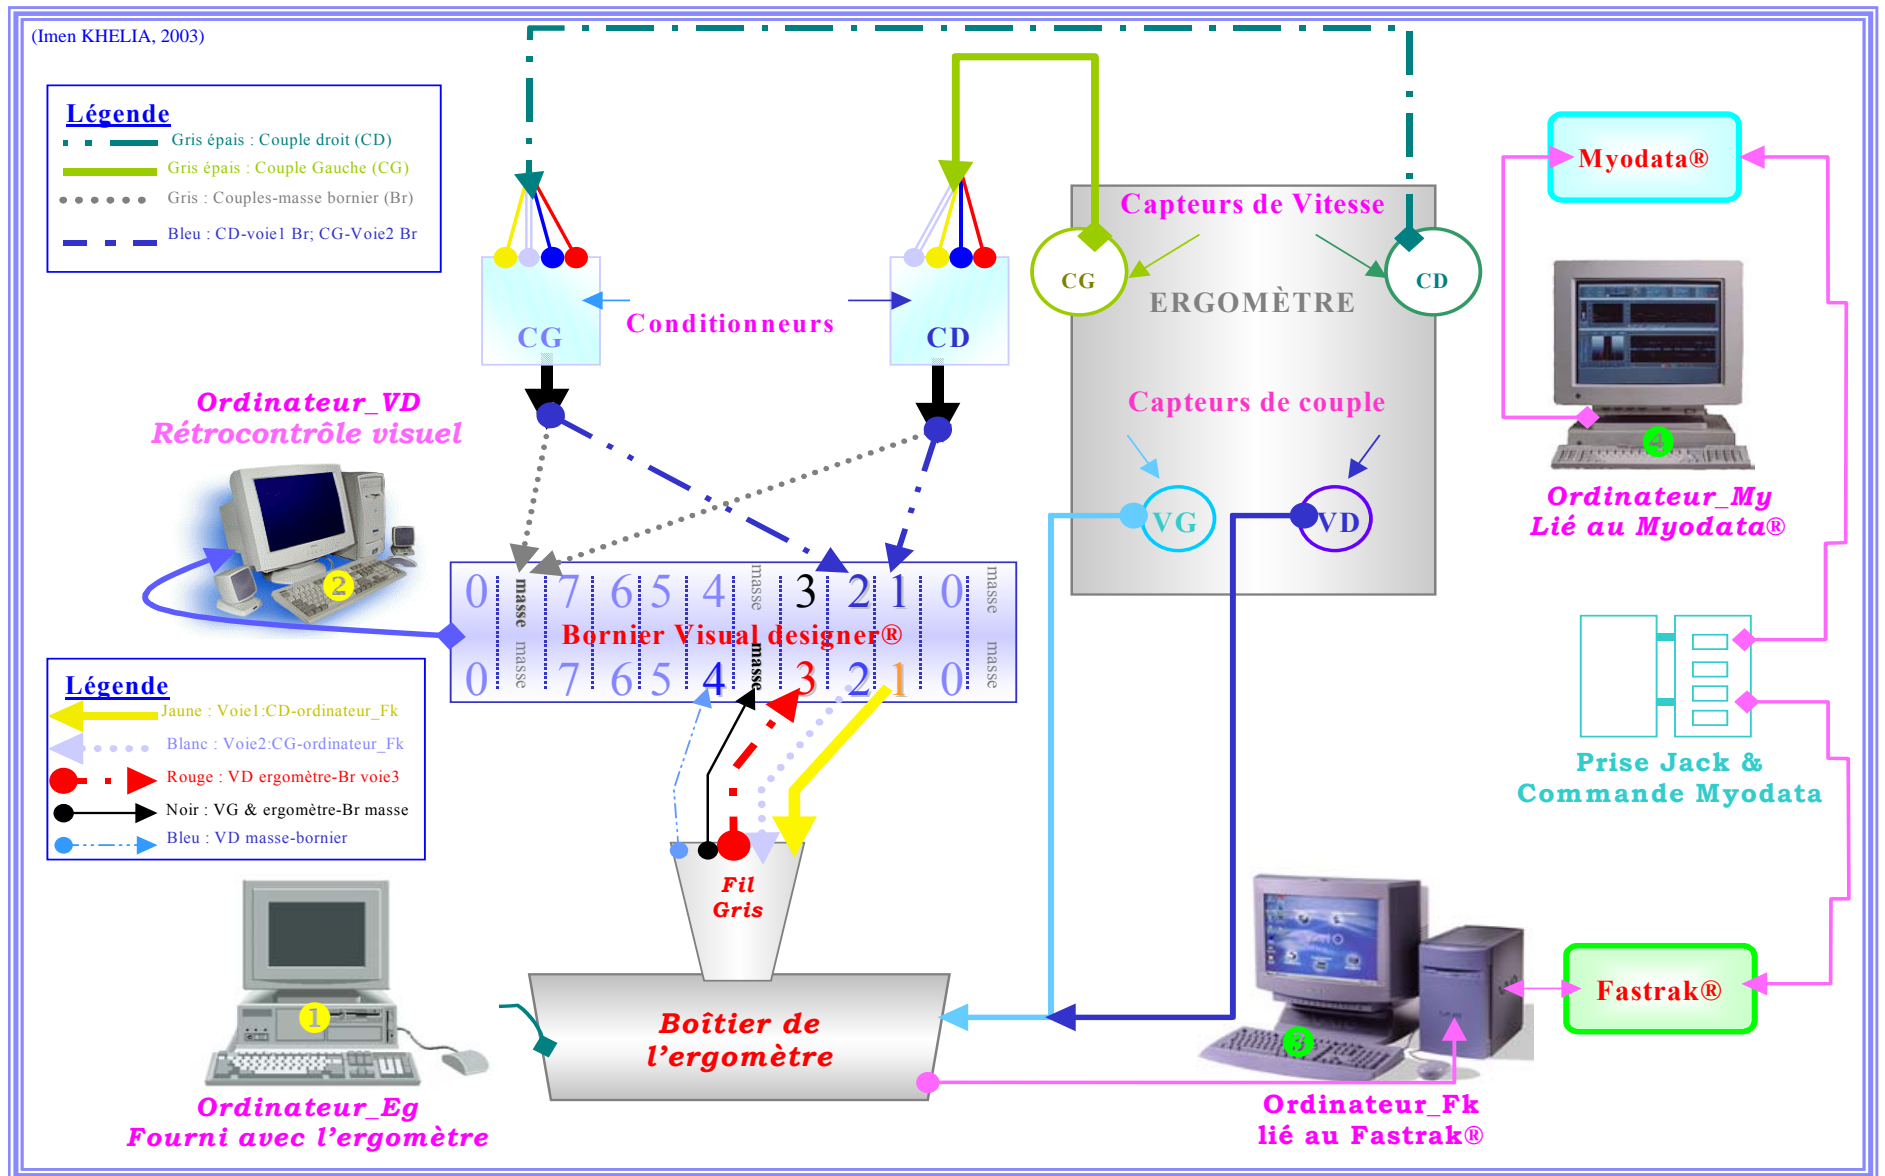 (Imen KHELIA, 2003)
Légende
Gris épais : Couple droit (CD)
Gris épais : Couple Gauche (CG)
Gris : Couples-masse bornier (Br)
Bleu : CD-voie1 Br; CG-Voie2 Br
CG
CD
Conditionneurs
Capteurs de Vitesse
CG
CD
ERGOMÈTRE
Capteurs de couple
VG
VD
Myodata®
4
Ordinateur_My
Lié au Myodata®
Ordinateur_VD
Rétrocontrôle visuel
2
0 masse 7 6 5 4 masse 3 2 1 0 masse
Bornier Visual designer®
0 masse 7 6 5 4 masse 3 2 1 0 masse
Prise Jack &
Commande Myodata
Légende
Jaune : Voie1:CD-ordinateur_Fk
Blanc : Voie2:CG-ordinateur_Fk
Rouge : VD ergomètre-Br voie3
Noir : VG & ergomètre-Br masse
Bleu : VD masse-bornier
Fil
Gris
Boîtier de
l'ergomètre
1
Ordinateur_Eg
Fourni avec l'ergomètre
3
Ordinateur_Fk
lié au Fastrak®
Fastrak®